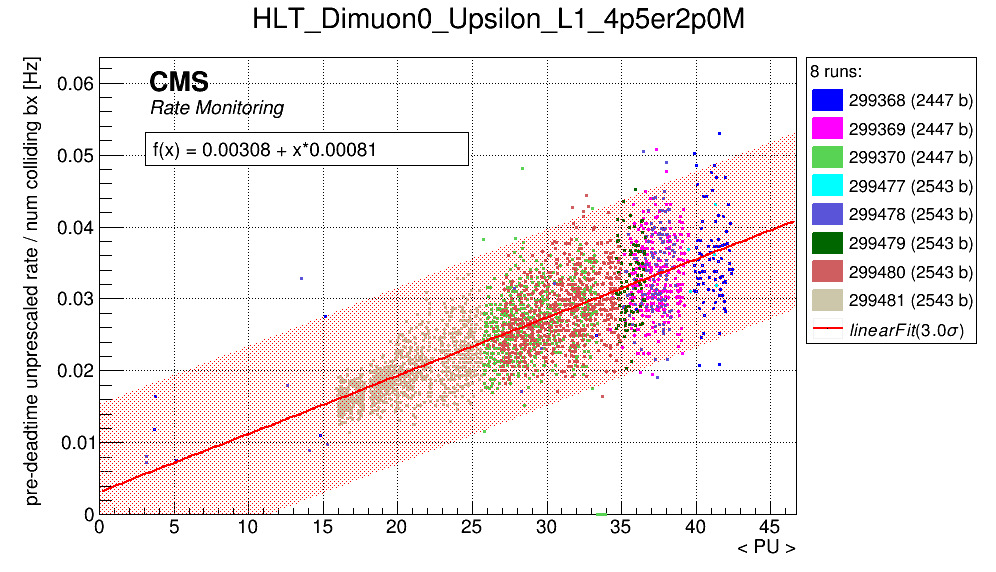 HLT_Dimuon0_Upsilon_L1_4p5er2p0M
pre-deadtime unprescaled rate / num colliding bx [Hz]
CMS
Rate Monitoring
f(x) = 0.00308 + x*0.00081
0.06
0.05
0.04
0.03
0.02
0.01
0
0 5 10 15 20 25 30 35 40 45
< PU >
8 runs:
299368 (2447 b)
299369 (2447 b)
299370 (2447 b)
299477 (2543 b)
299478 (2543 b)
299479 (2543 b)
299480 (2543 b)
299481 (2543 b)
linearFit(3.0σ)